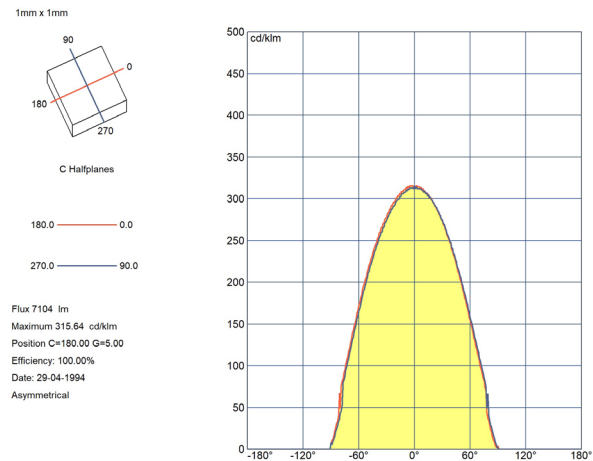 1mm x 1mm
90
0
180
270
C Halfplanes
180.0 0.0
270.0 90.0
Flux 7104 lm
Maximum 315.64 cd/klm
Position C=180.00 G=5.00
Efficiency: 100.00%
Date: 29-04-1994
Asymmetrical
500
cd/klm
450
400
350
300
250
200
150
100
50
0
-180° -120° -60° 0° 60° 120° 180°